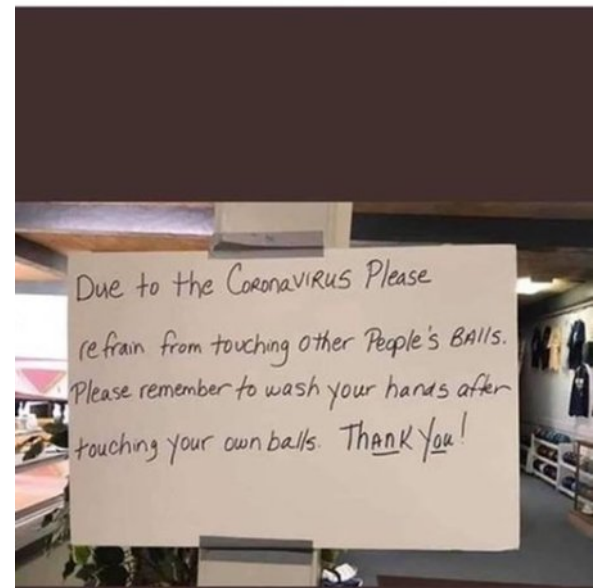 Due to the CORONAVIRUS Please
refrain from touching other People's BAlls.
Please remember to wash your hands after
touching your own balls. ThanK You!